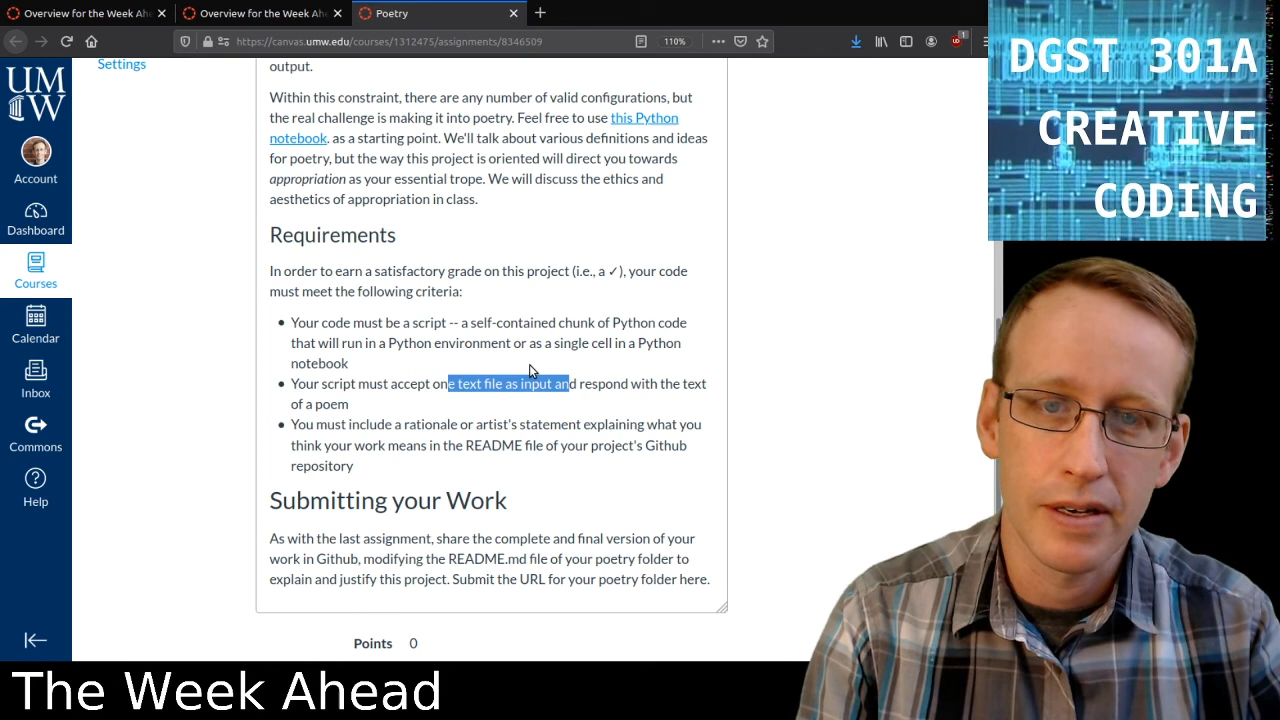 Overview for the Week Ahe
Overview for the Week Ahe
Poetry
https://canvas.umw.edu/courses/1312475/assignments/8346509
110%
DGST 301A
CREATIVE
CODING
UMW
Account
Dashboard
Courses
Calendar
Inbox
Commons
Help
Settings
output.
Within this constraint, there are any number of valid configurations, but
the real challenge is making it into poetry. Feel free to use this Python
notebook. as a starting point. We'll talk about various definitions and ideas
for poetry, but the way this project is oriented will direct you towards
appropriation as your essential trope. We will discuss the ethics and
aesthetics of appropriation in class.
Requirements
In order to earn a satisfactory grade on this project (i.e., a ✓), your code
must meet the following criteria:
Your code must be a script -- a self-contained chunk of Python code
that will run in a Python environment or as a single cell in a Python
notebook
Your script must accept one text file as input and respond with the text
of a poem
You must include a rationale or artist's statement explaining what you
think your work means in the README file of your project's Github
repository
Submitting your Work
As with the last assignment, share the complete and final version of your
work in Github, modifying the README.md file of your poetry folder to
explain and justify this project. Submit the URL for your poetry folder here.
Points 0
The Week Ahead